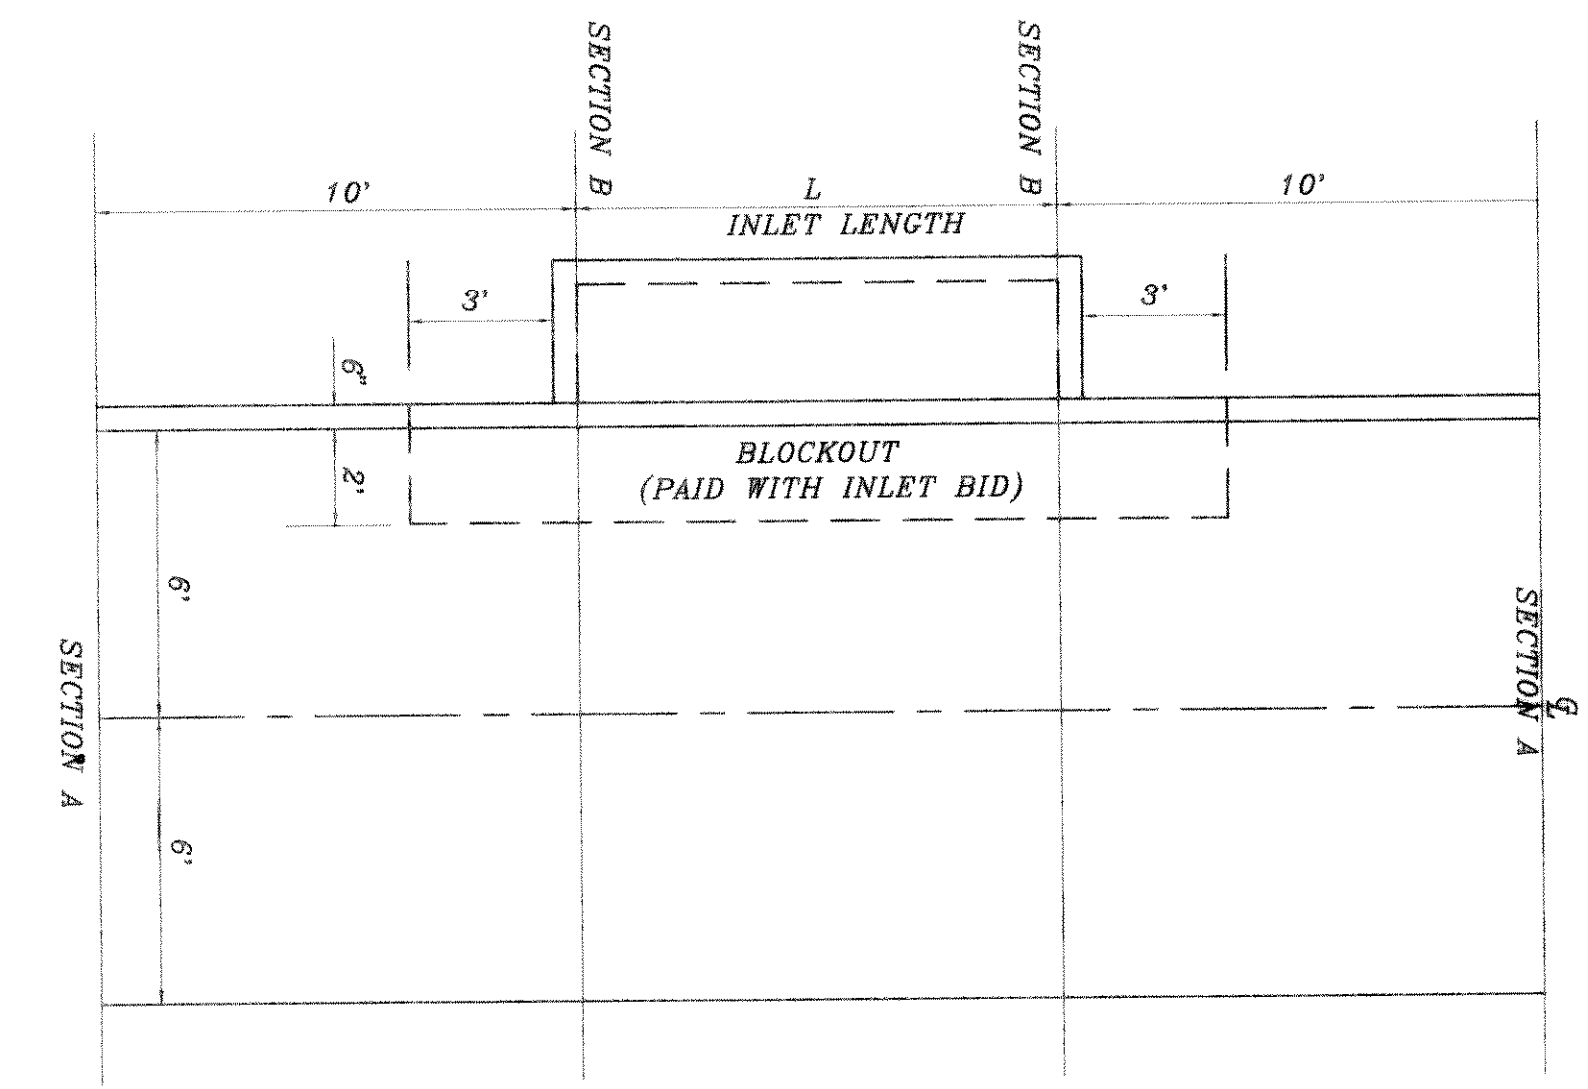 SECTION B
SECTION B
10'
L
10'
INLET LENGTH
3'
3'
6"
BLOCKOUT
(PAID WITH INLET BID)
2'
6'
SECTION A
SECTION A
CL
6'